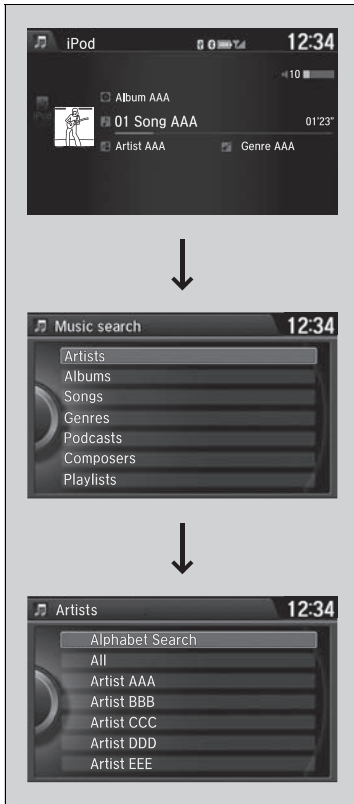 iPod 12:34
10
Album AAA
iPod
01 Song AAA 01'23"
Artist AAA Genre AAA
Music search 12:34
Artists
Albums
Songs
Genres
Podcasts
Composers
Playlists
Artists 12:34
Alphabet Search
All
Artist AAA
Artist BBB
Artist CCC
Artist DDD
Artist EEE